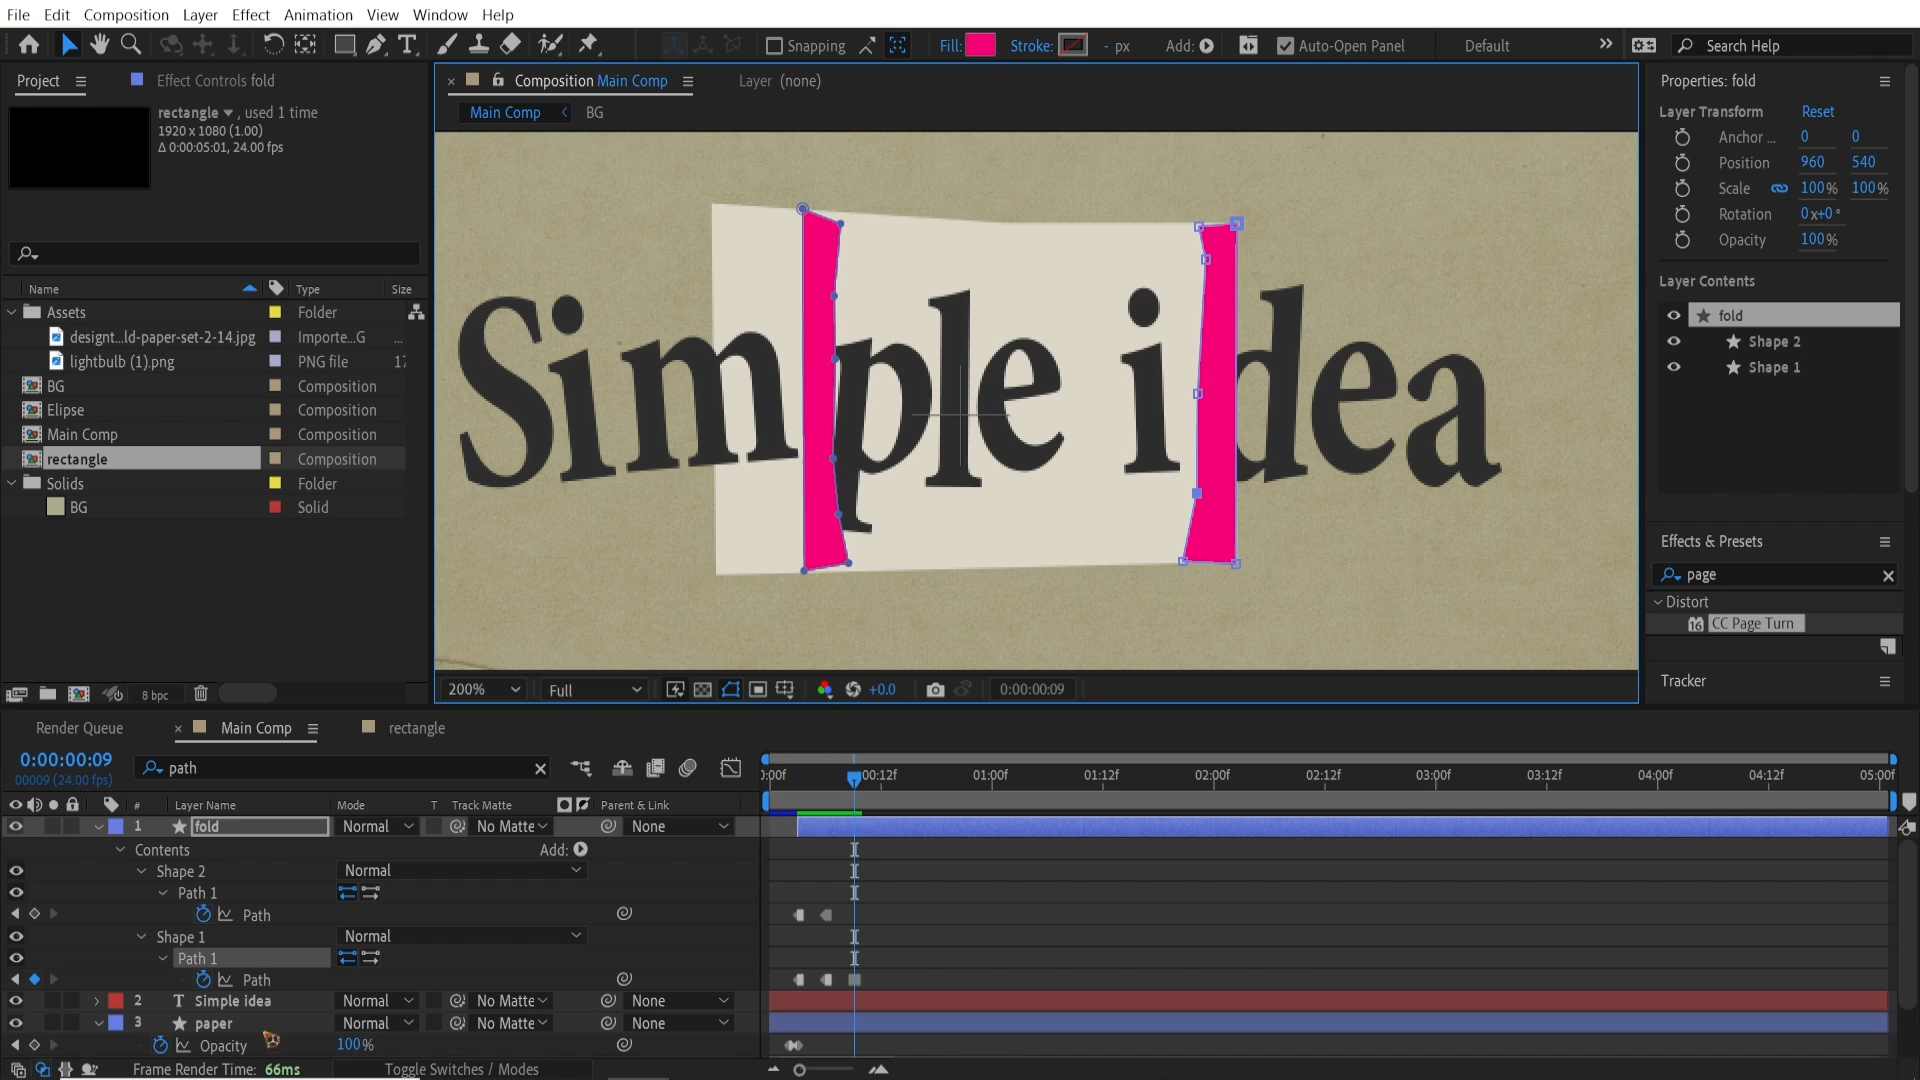 File Edit Composition Layer Effect Animation View Window Help
Snapping Fill: Stroke: - px Add: Auto-Open Panel Default Search Help
Project Effect Controls fold
rectangle , used 1 time
1920 x 1080 (1.00)
Δ 0:00:05:01, 24.00 fps
Name Type Size
Assets Folder
designt...ld-paper-set-2-14.jpg Importe...G ...
lightbulb (1).png PNG file 17
BG Composition
Elipse Composition
Main Comp Composition
rectangle Composition
Solids Folder
BG Solid
8 bpc
Composition Main Comp Layer (none)
Main Comp BG
Simple idea
200% Full +0.0 0:00:00:09
Properties: fold
Layer Transform Reset
Anchor ... 0 0
Position 960 540
Scale 100% 100%
Rotation 0x+0°
Opacity 100%
Layer Contents
fold
Shape 2
Shape 1
Effects & Presets
page
Distort
16 CC Page Turn
Tracker
Render Queue Main Comp rectangle
0:00:00:09
00009 (24.00 fps)
path
0:00f 00:12f 01:00f 01:12f 02:00f 02:12f 03:00f 03:12f 04:00f 04:12f 05:00f
# Layer Name Mode T Track Matte Parent & Link
1 fold Normal No Matte None
Contents Add:
Shape 2 Normal
Path 1
Path
Shape 1 Normal
Path 1
Path
2 T Simple idea Normal No Matte None
3 paper Normal No Matte None
Opacity 100%
Frame Render Time: 66ms Toggle Switches / Modes